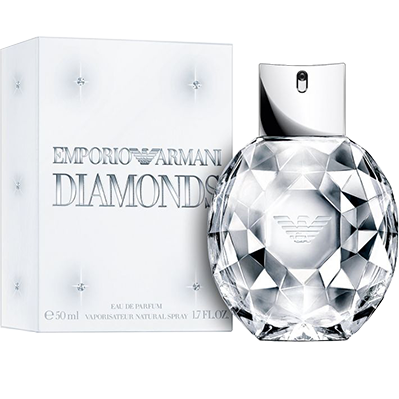 EMPORIO ARMANI
DIAMONDS
EAU DE PARFUM
℮ 50 ml VAPORISATEUR NATURAL SPRAY 1.7 FL.OZ